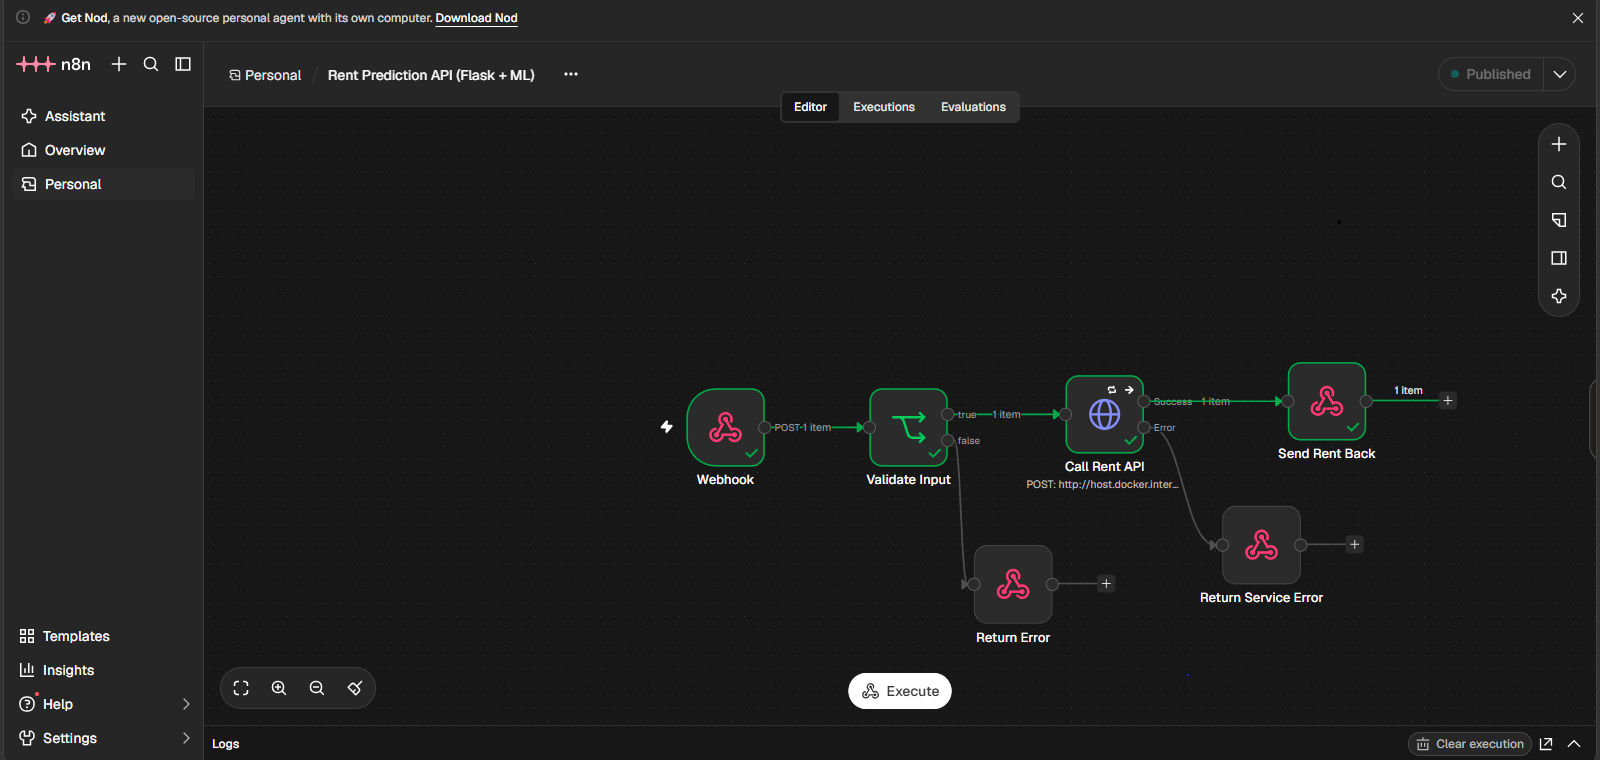 🚀 Get Nod, a new open-source personal agent with its own computer. Download Nod
n8n
Personal / Rent Prediction API (Flask + ML) ...
Published
Editor Executions Evaluations
Assistant
Overview
Personal
1 item
true 1 item
Success 1 item
POST 1 item
Error
false
Send Rent Back
Call Rent API
Webhook
Validate Input
POST: http://host.docker.inter...
Return Service Error
Return Error
Templates
Insights
Execute
Help
Settings
Logs
Clear execution